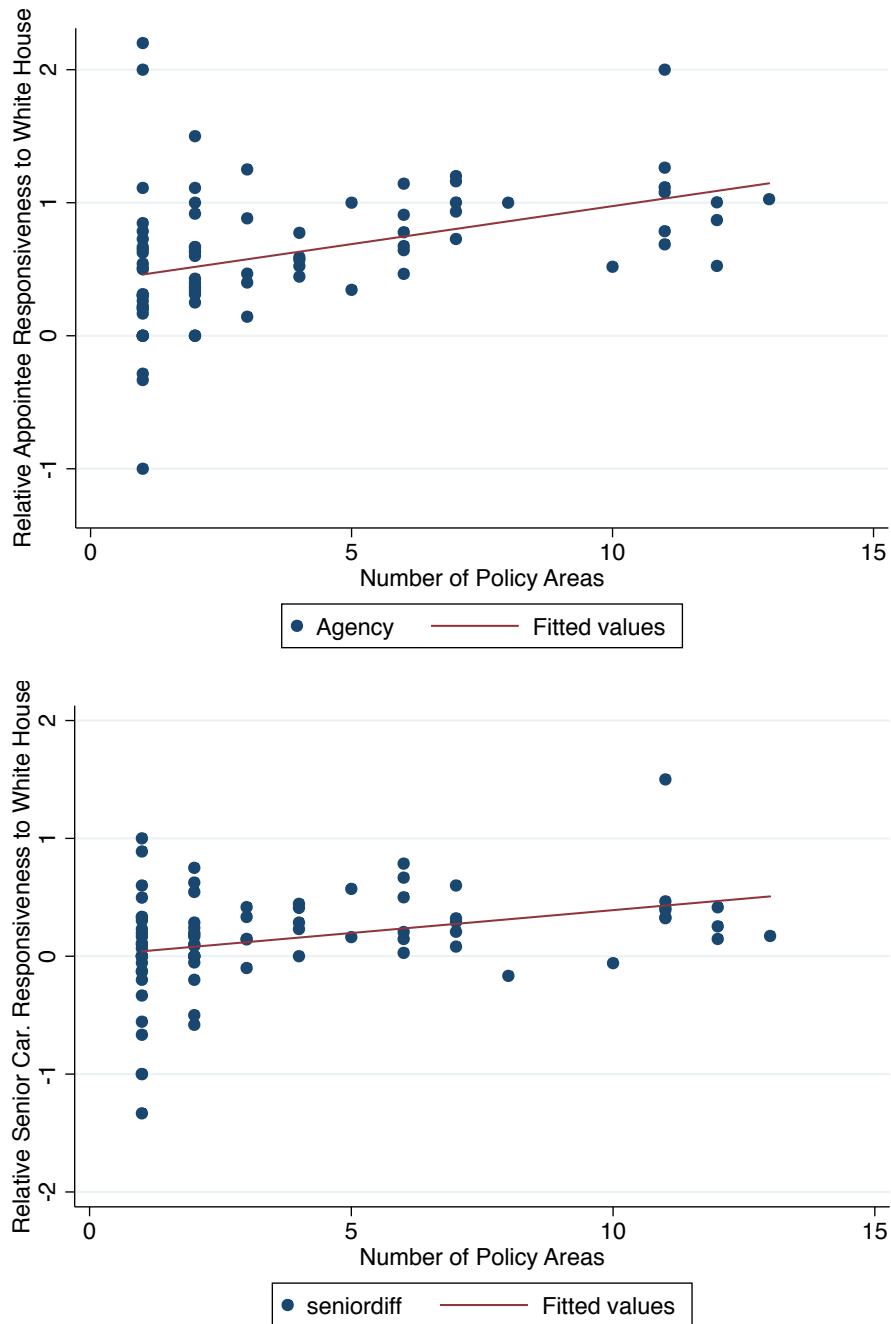 Relative Appointee Responsiveness to White House
2
1
0
-1
0 5 10 15
Number of Policy Areas
Agency Fitted values
Relative Senior Car. Responsiveness to White House
2
1
0
-1
-2
0 5 10 15
Number of Policy Areas
seniordiff Fitted values